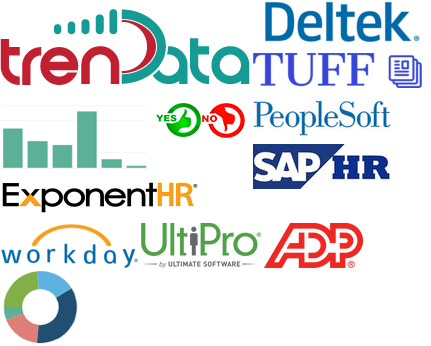 trenData
Deltek®
TUFF
YES NO
PeopleSoft
SAP HR
ExponentHR®
workday®
UltiPro®
by ULTIMATE SOFTWARE
ADP®